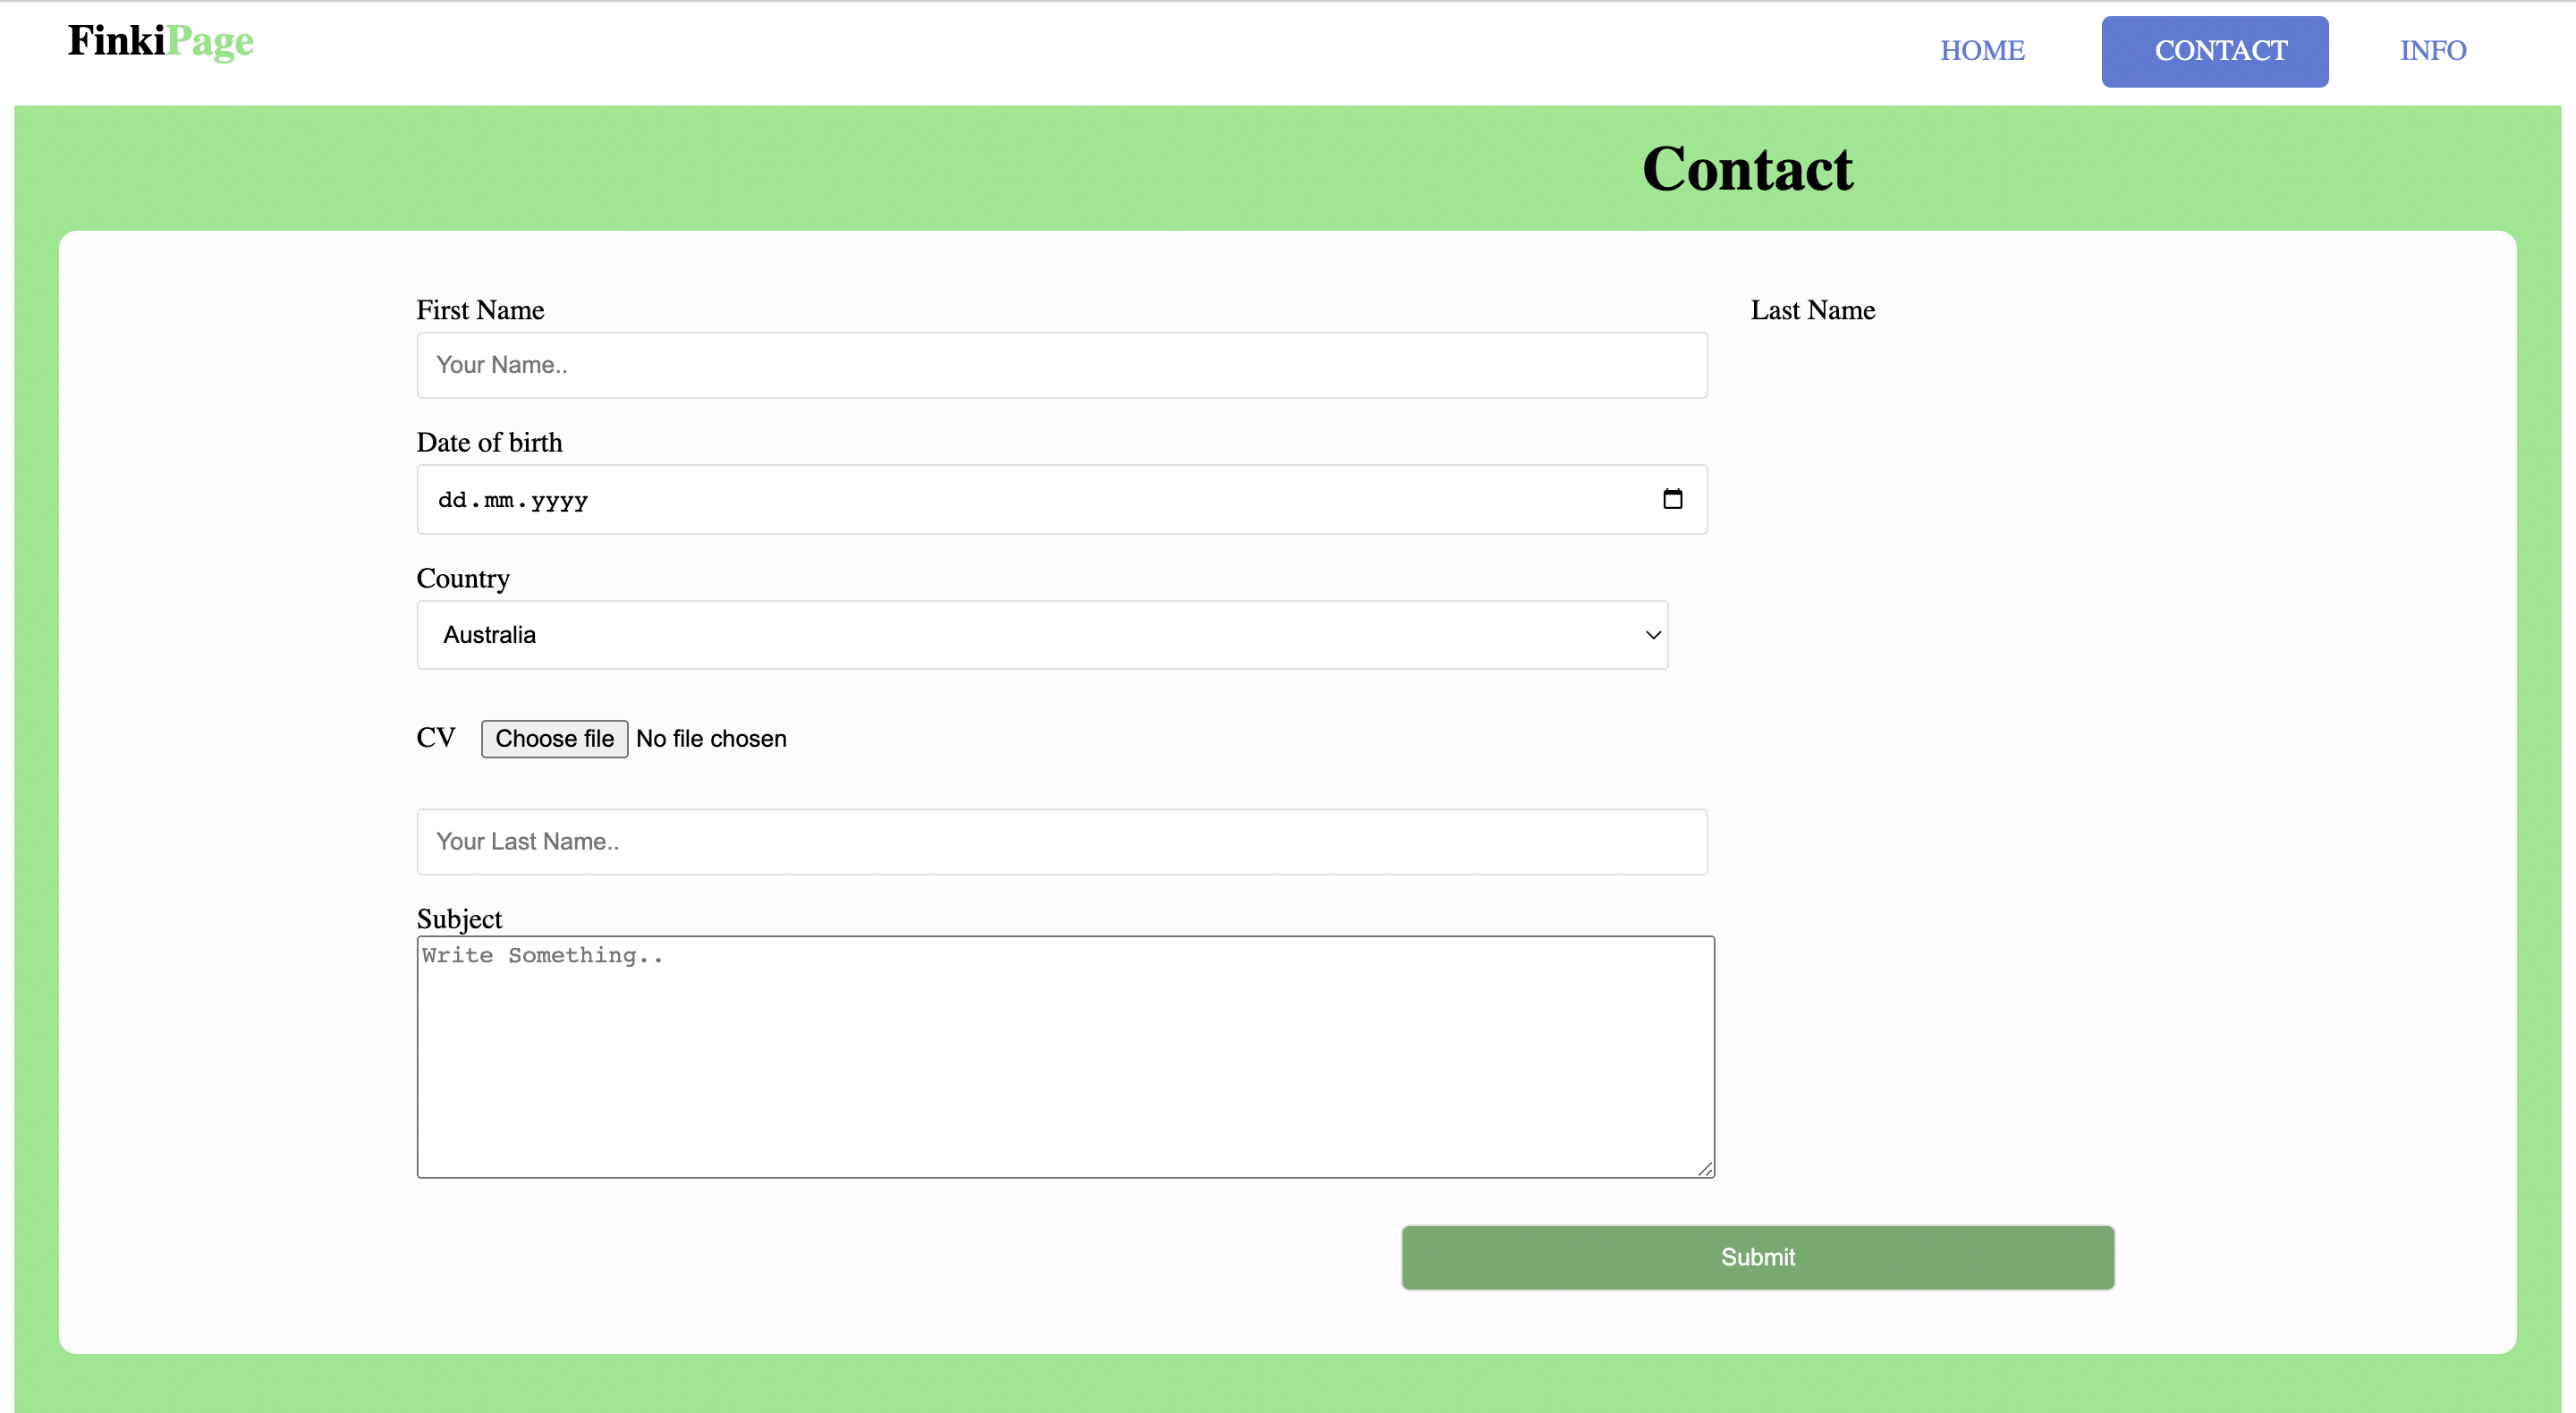 FinkiPage HOME CONTACT INFO
Contact
First Name Last Name
Your Name..
Date of birth
dd.mm.yyyy
Country
Australia
CV Choose file No file chosen
Your Last Name..
Subject
Write Something..
Submit